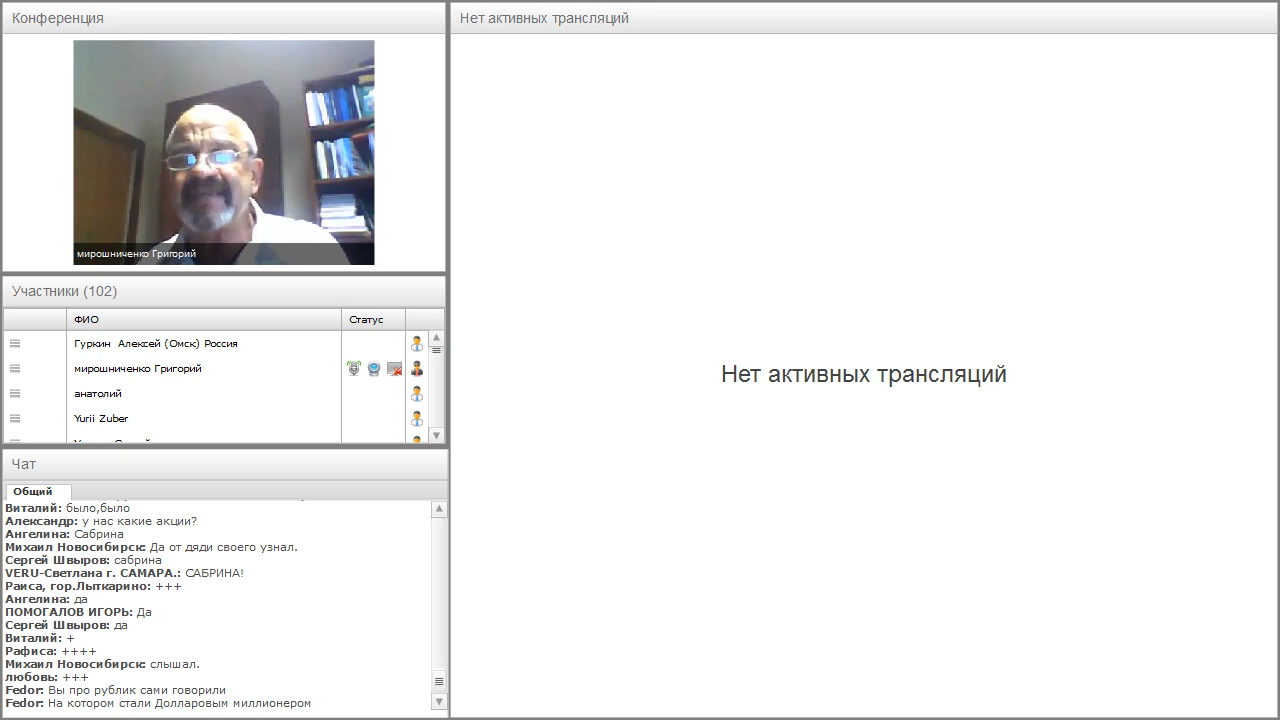 Конференция
мирошниченко Григорий
Участники (102)
ФИО Статус
Гуркин Алексей (Омск) Россия
мирошниченко Григорий
анатолий
Yurii Zuber
Чат
Общий
Виталий: было,было
Александр: у нас какие акции?
Ангелина: Сабрина
Михаил Новосибирск: Да от дяди своего узнал.
Сергей Швыров: сабрина
VERU-Светлана г. САМАРА.: САБРИНА!
Раиса, гор.Лыткарино: +++
Ангелина: да
ПОМОГАЛОВ ИГОРЬ: Да
Сергей Швыров: да
Виталий: +
Рафиса: ++++
Михаил Новосибирск: слышал.
любовь: +++
Fedor: Вы про рублик сами говорили
Fedor: На котором стали Долларовым миллионером
Нет активных трансляций
Нет активных трансляций